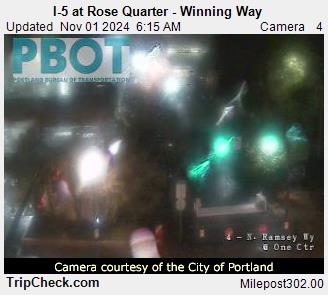 I-5 at Rose Quarter - Winning Way
Updated Nov 01 2024 6:15 AM Camera 4
PBOT
PORTLAND BUREAU OF TRANSPORTATION
4 - N. Ramsey Wy
@ One Ctr
Camera courtesy of the City of Portland
TripCheck.com Milepost302.00